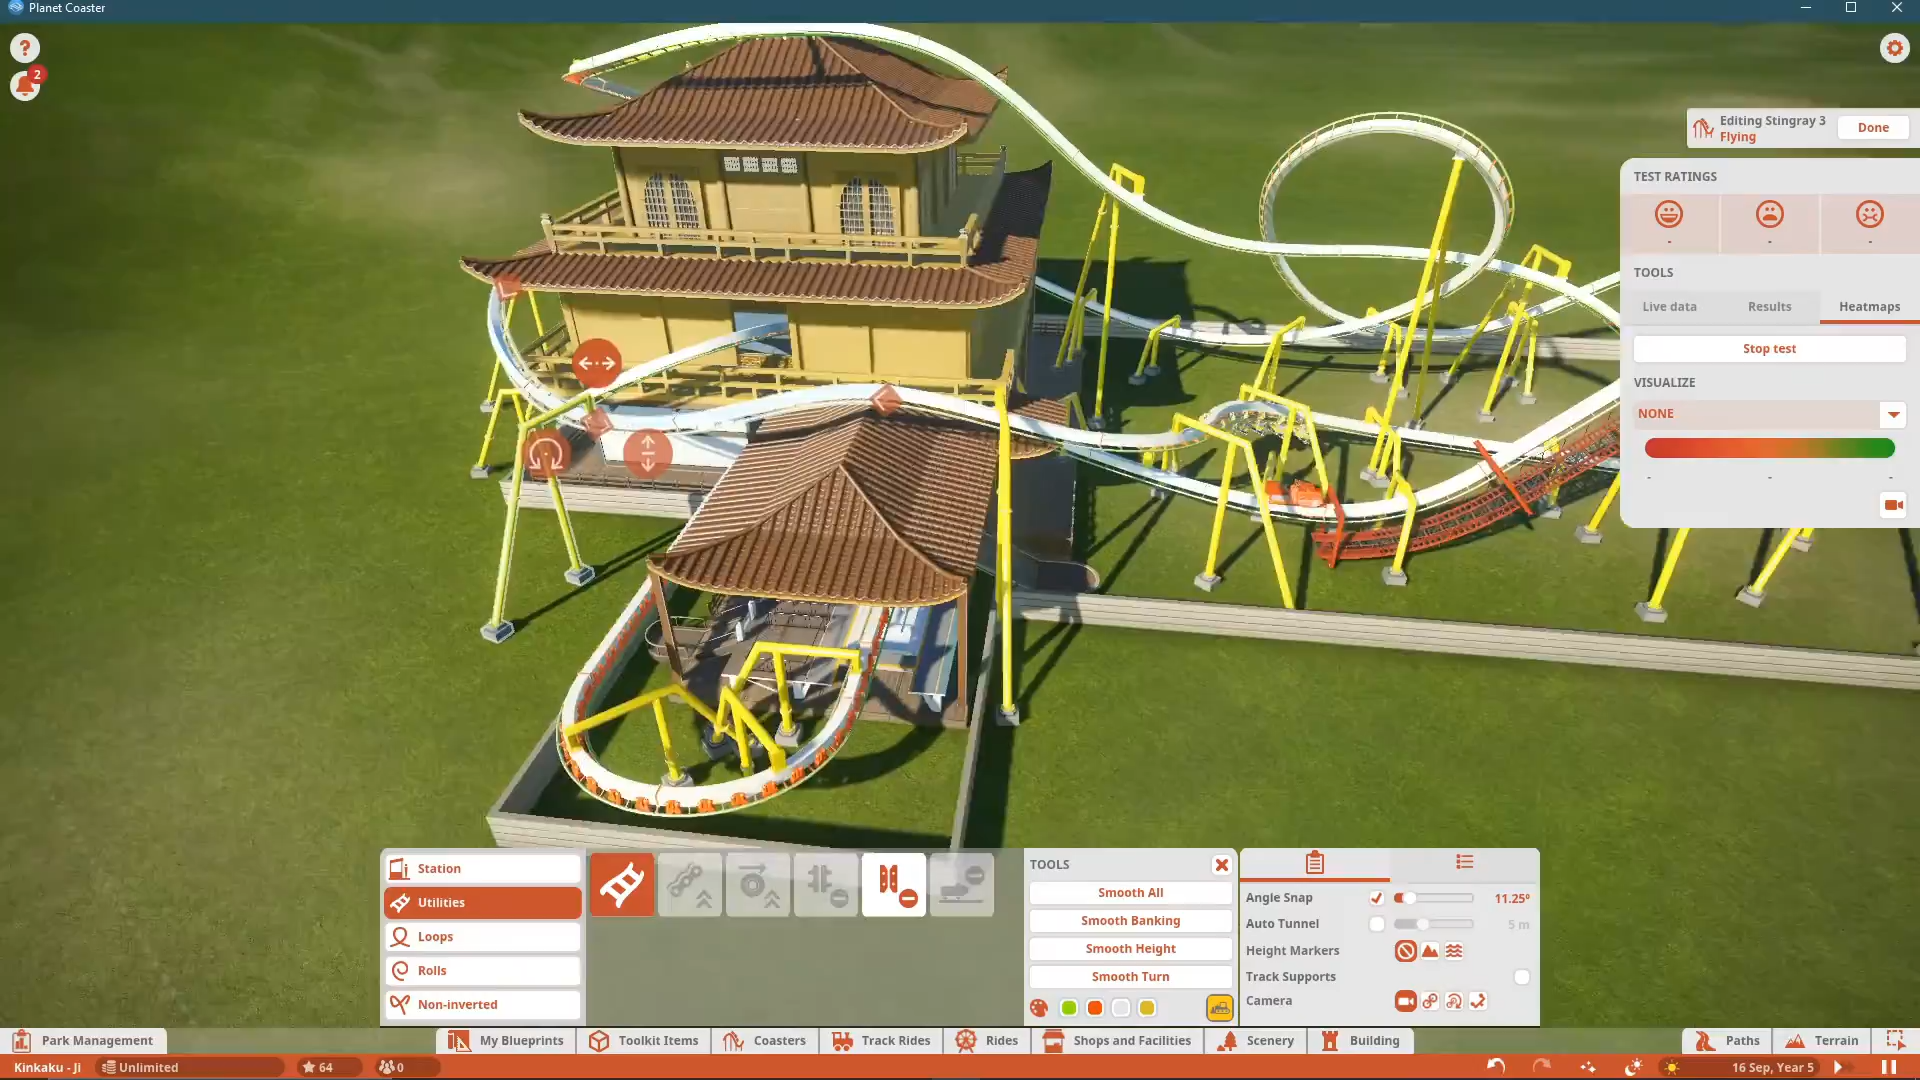 Planet Coaster
?
2
Editing Stingray 3
Flying
Done
TEST RATINGS
- - -
TOOLS
Live data
Results
Heatmaps
Stop test
VISUALIZE
NONE
- - -
Station
Utilities
Loops
Rolls
Non-inverted
TOOLS
Smooth All
Smooth Banking
Smooth Height
Smooth Turn
Angle Snap
11.25°
Auto Tunnel
5 m
Height Markers
Track Supports
Camera
Park Management
My Blueprints
Toolkit Items
Coasters
Track Rides
Rides
Shops and Facilities
Scenery
Building
Paths
Terrain
Kinkaku - Ji
Unlimited
64
0
16 Sep, Year 5